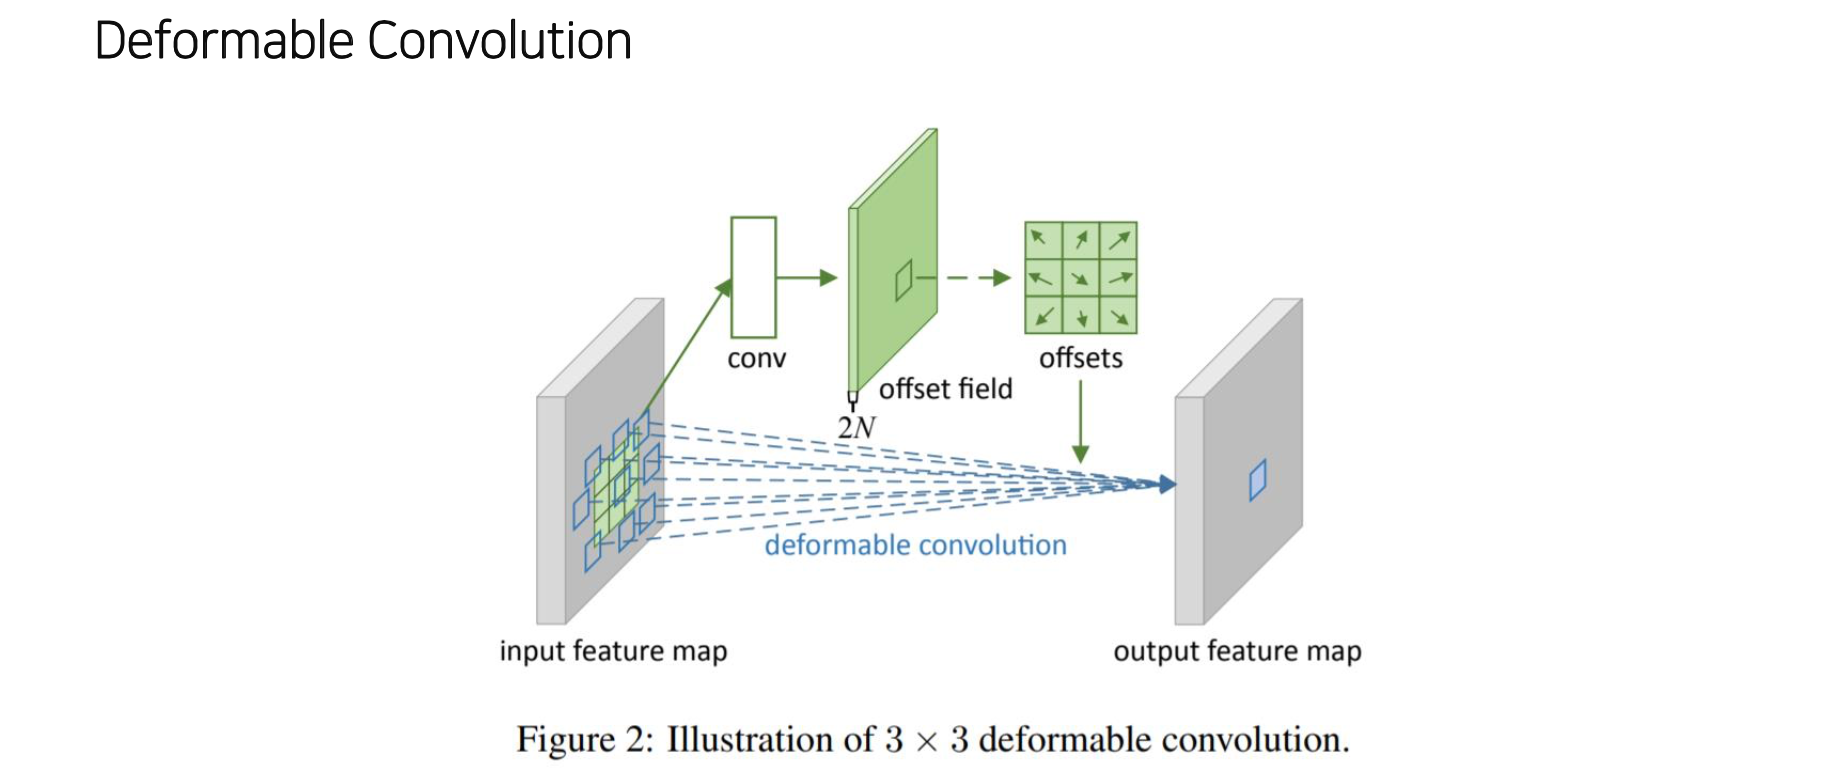 Deformable Convolution
conv
offset field
offsets
2N
deformable convolution
input feature map
output feature map
Figure 2: Illustration of 3 × 3 deformable convolution.